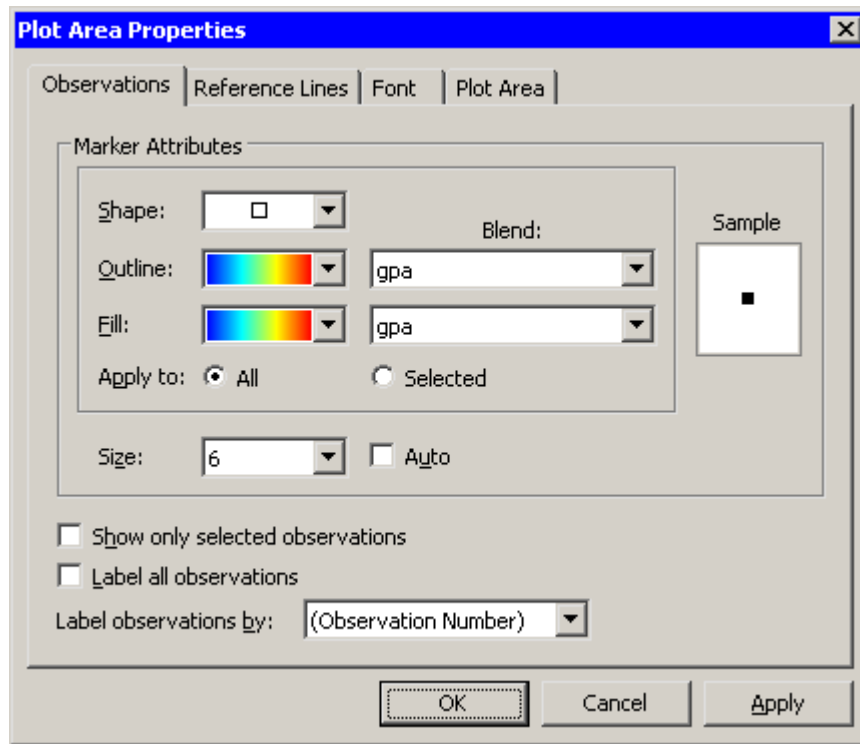 Plot Area Properties
Observations Reference Lines Font Plot Area
Marker Attributes
Shape:
Blend:
Sample
Outline: gpa
Fill: gpa
Apply to: All Selected
Size: 6 Auto
Show only selected observations
Label all observations
Label observations by: (Observation Number)
OK Cancel Apply